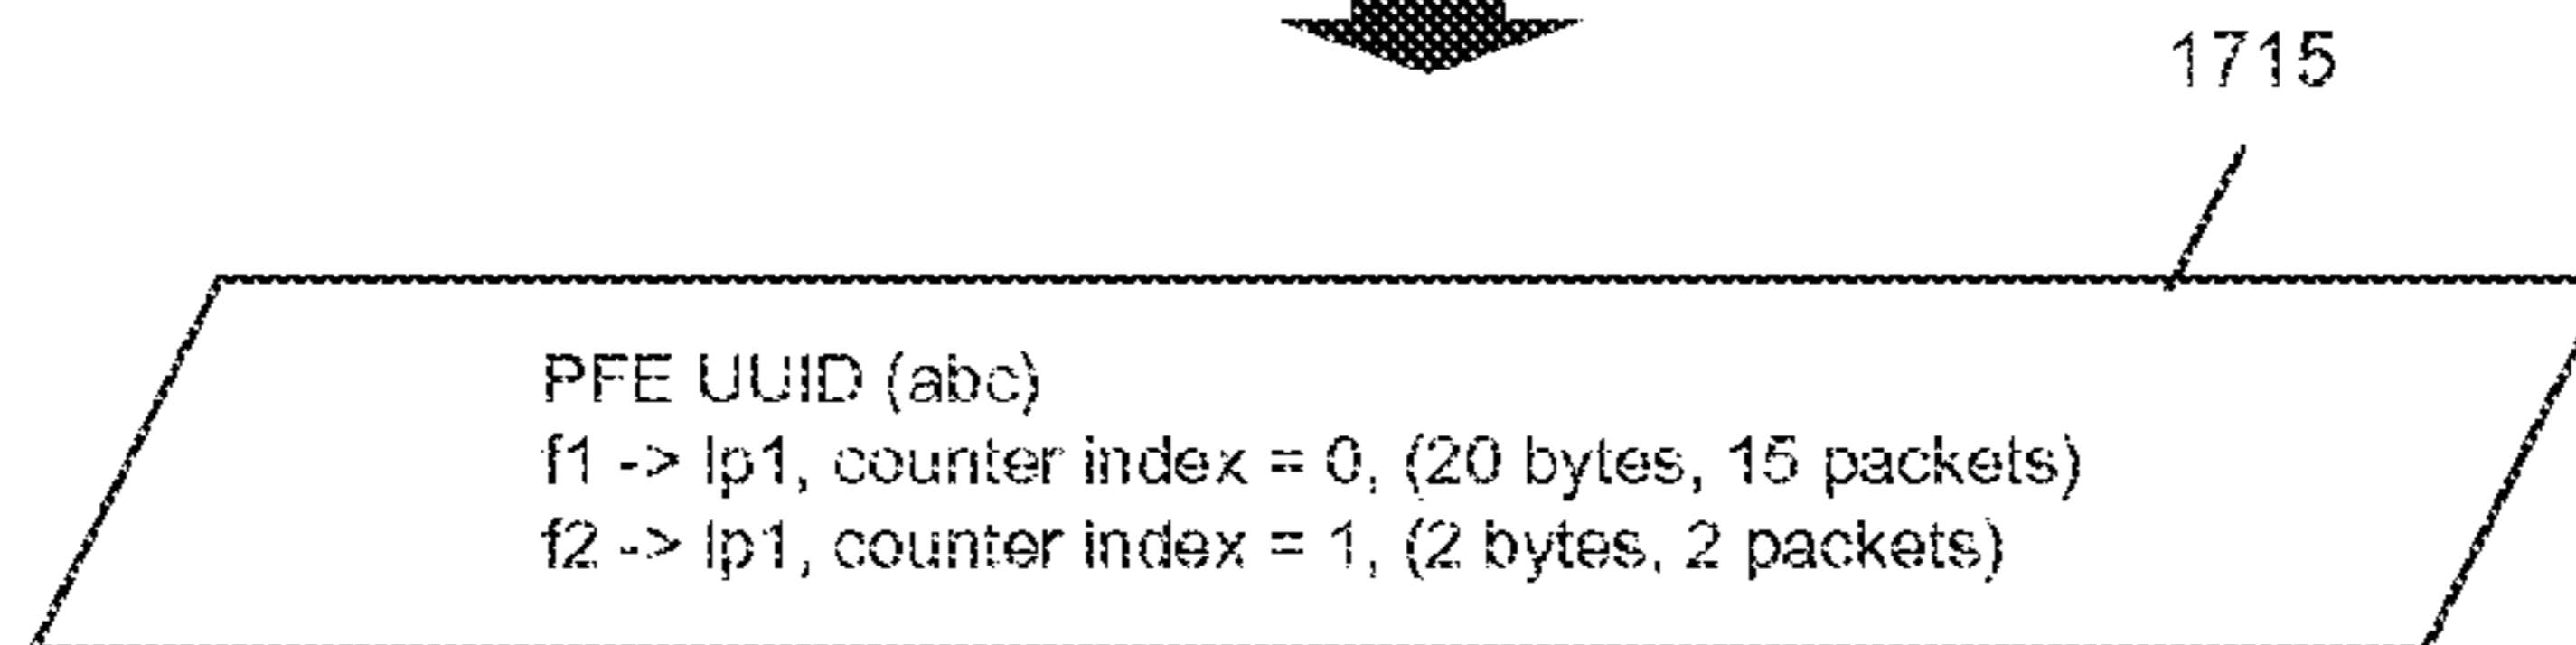 1715
PFE UUID (abc)
f1 -> lp1, counter index = 0, (20 bytes, 15 packets)
f2 -> lp1, counter index = 1, (2 bytes, 2 packets)